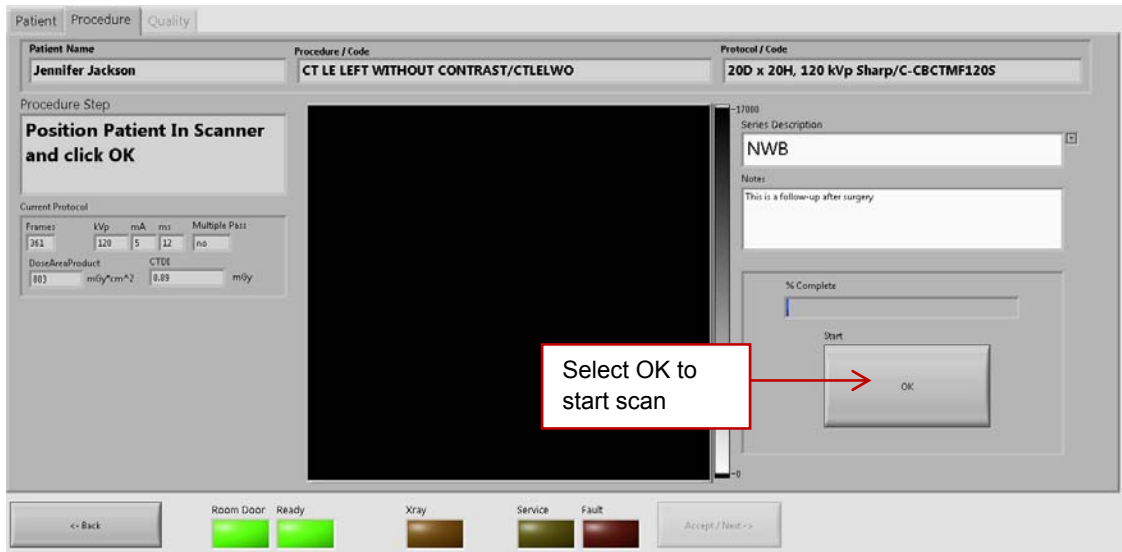 Patient Procedure Quality
Patient Name
Jennifer Jackson
Procedure / Code
CT LE LEFT WITHOUT CONTRAST/CTLELWO
Protocol / Code
20D x 20H, 120 kVp Sharp/C-CBCTMF120S
Procedure Step
Position Patient In Scanner
and click OK
Current Protocol
Frames kVp mA ms Multiple Pass
361 120 5 12 no
DoseAreaProduct CTDI
803 mGy*cm^2 0.89 mGy
-17000
-0
Series Description
NWB
Notes
This is a follow-up after surgery
% Complete
Start
OK
Select OK to
start scan
<- Back
Room Door Ready Xray Service Fault
Accept / Next ->